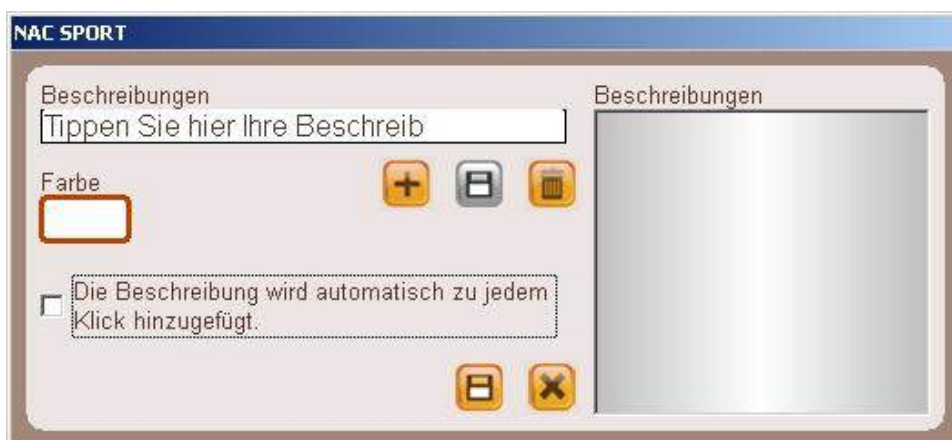 NAC SPORT
Beschreibungen
Tippen Sie hier Ihre Beschreib
Farbe
Die Beschreibung wird automatisch zu jedem
Klick hinzugefügt.
Beschreibungen